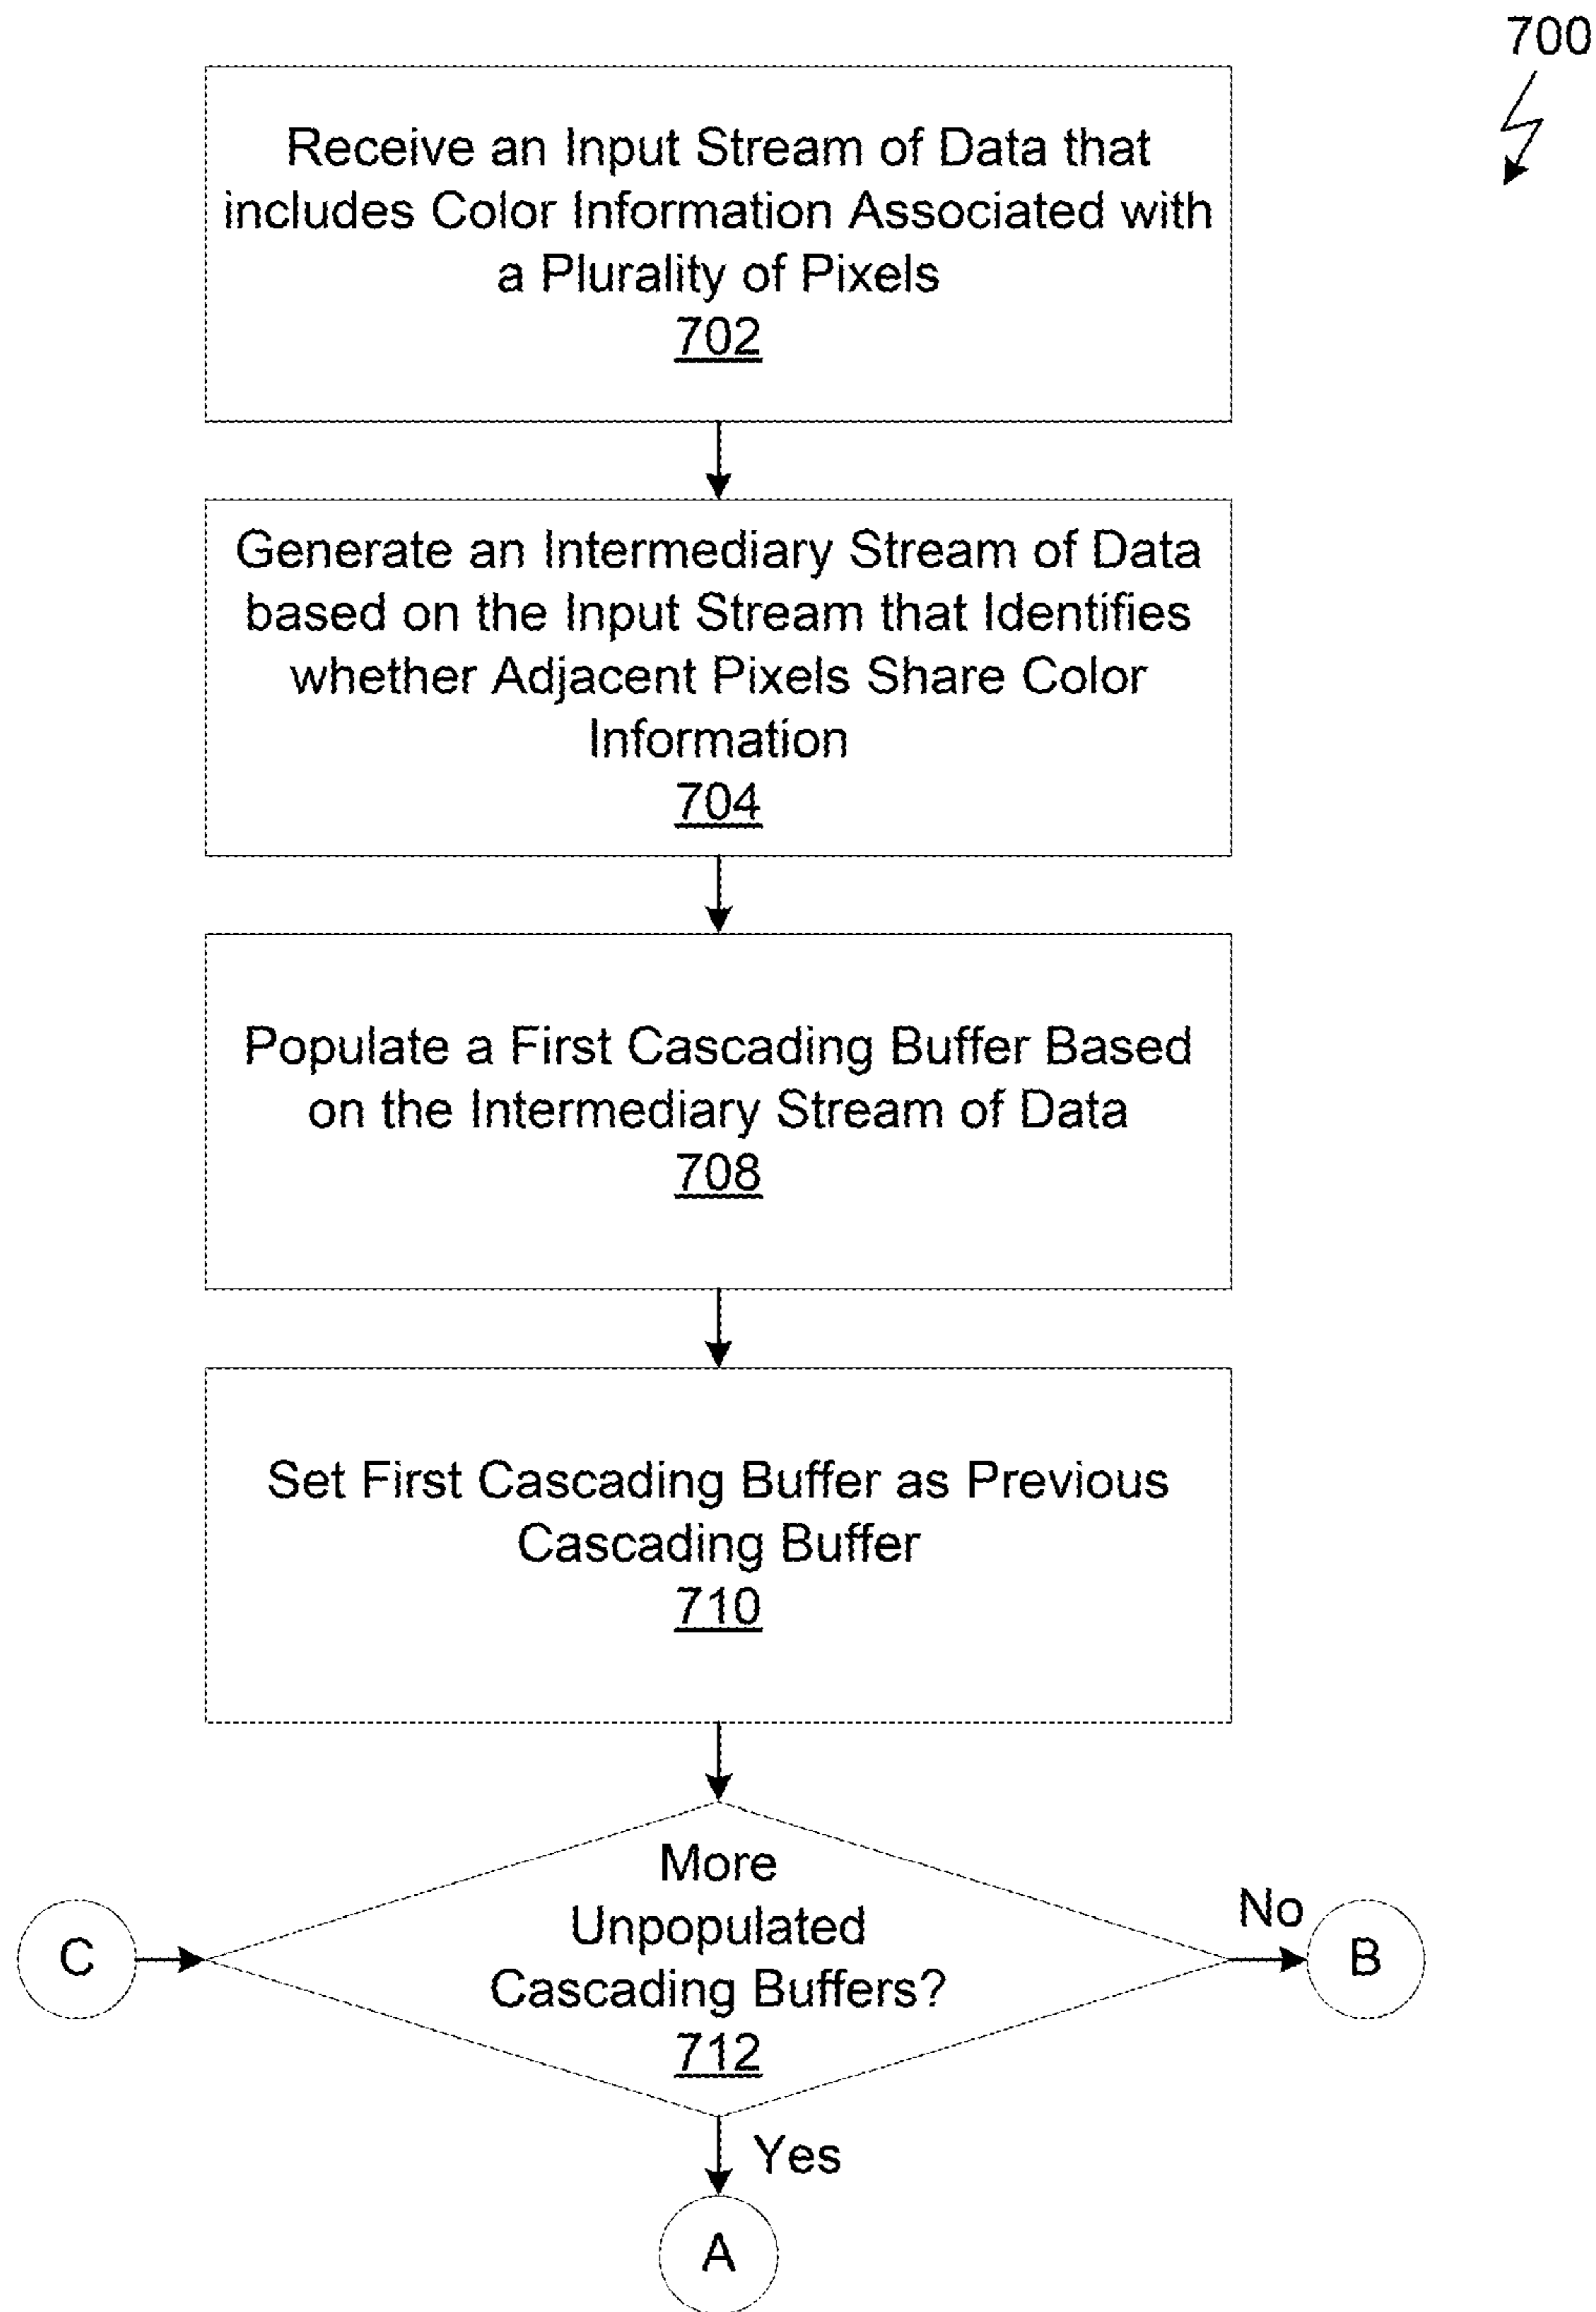 700
Receive an Input Stream of Data that
includes Color Information Associated with
a Plurality of Pixels
702
Generate an Intermediary Stream of Data
based on the Input Stream that Identifies
whether Adjacent Pixels Share Color
Information
704
Populate a First Cascading Buffer Based
on the Intermediary Stream of Data
708
Set First Cascading Buffer as Previous
Cascading Buffer
710
More
Unpopulated
Cascading Buffers?
712
C
No
B
Yes
A